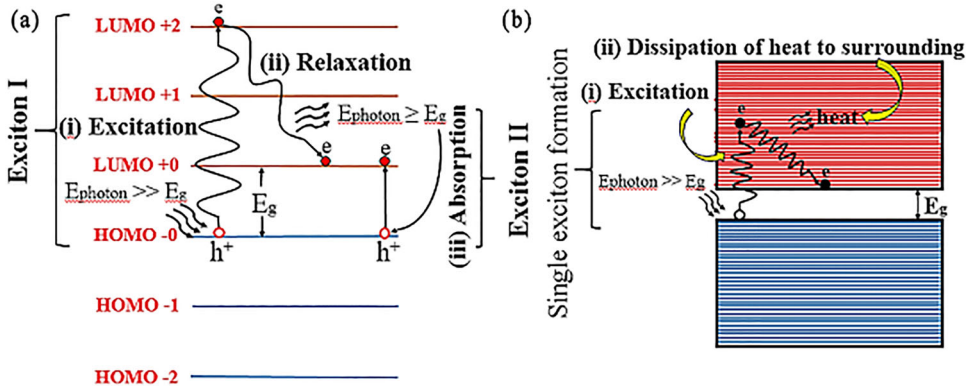 (a)
Exciton I
LUMO +2
e
(ii) Relaxation
LUMO +1
(i) Excitation
Ephoton ≥ Eg
LUMO +0
e
e
Ephoton >> Eg
Eg
HOMO -0
h+
h+
(iii) Absorption
Exciton II
HOMO -1
HOMO -2
(b)
(ii) Dissipation of heat to surrounding
(i) Excitation
e
heat
Ephoton >> Eg
e
Eg
Single exciton formation